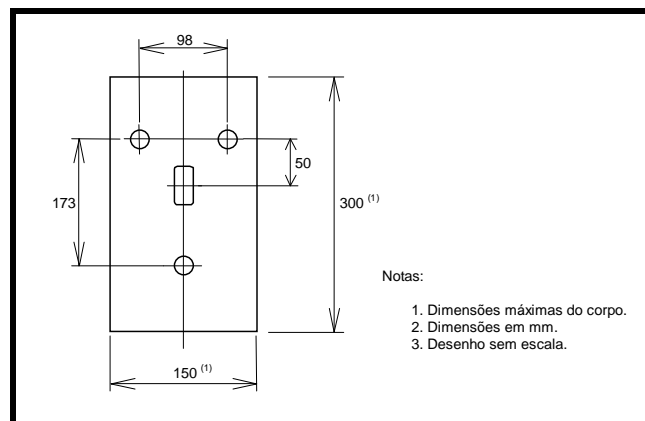 98
50
173
300 (1)
Notas:
1. Dimensões máximas do corpo.
2. Dimensões em mm.
3. Desenho sem escala.
150 (1)